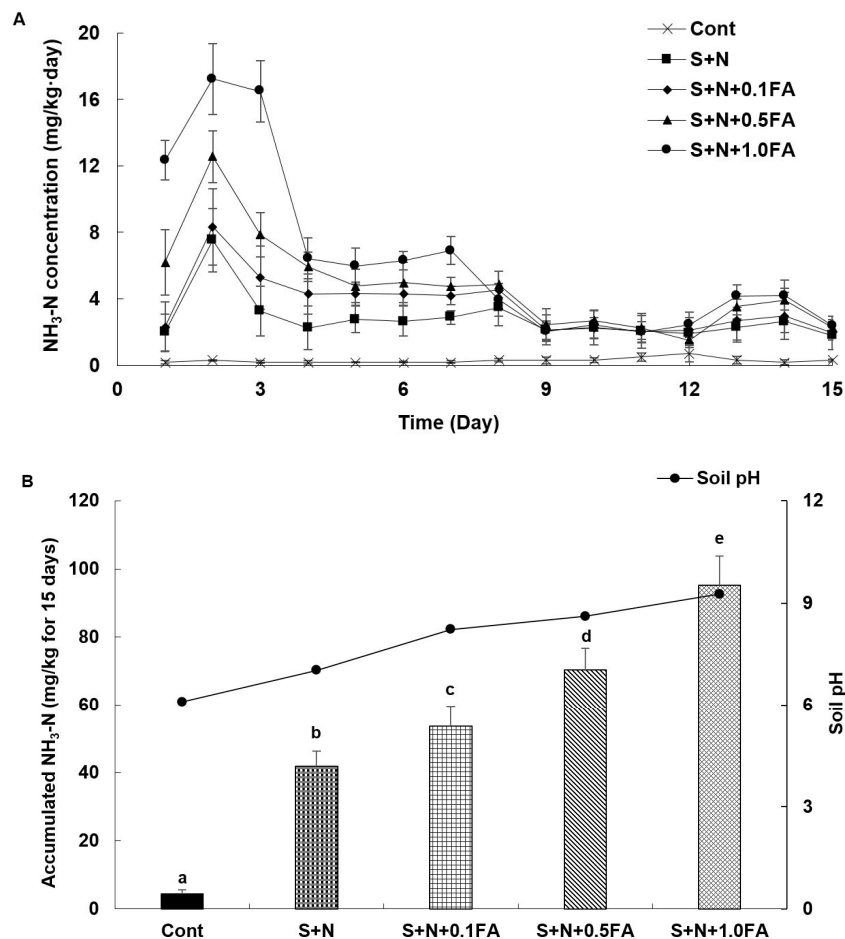 A
NH₃-N concentration (mg/kg·day)
20
16
12
8
4
0
0 3 6 9 12 15
Time (Day)
Cont
S+N
S+N+0.1FA
S+N+0.5FA
S+N+1.0FA
B
Soil pH
Accumulated NH₃-N (mg/kg for 15 days)
120
100
80
60
40
20
0
a
b
c
d
e
12
9
6
3
0
Soil pH
Cont S+N S+N+0.1FA S+N+0.5FA S+N+1.0FA